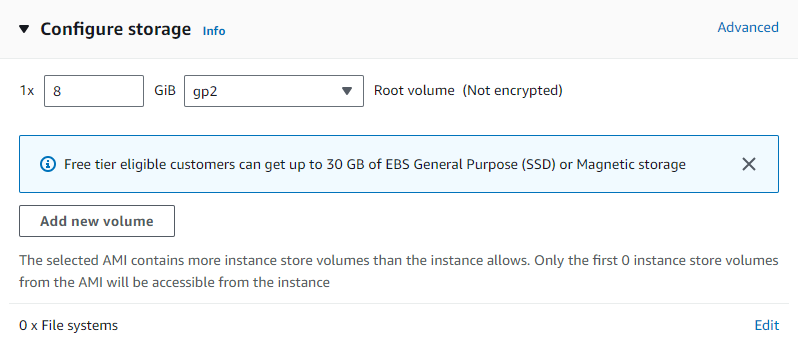 Configure storage Info Advanced
1x 8 GiB gp2 Root volume (Not encrypted)
Free tier eligible customers can get up to 30 GB of EBS General Purpose (SSD) or Magnetic storage
Add new volume
The selected AMI contains more instance store volumes than the instance allows. Only the first 0 instance store volumes
from the AMI will be accessible from the instance
0 x File systems Edit